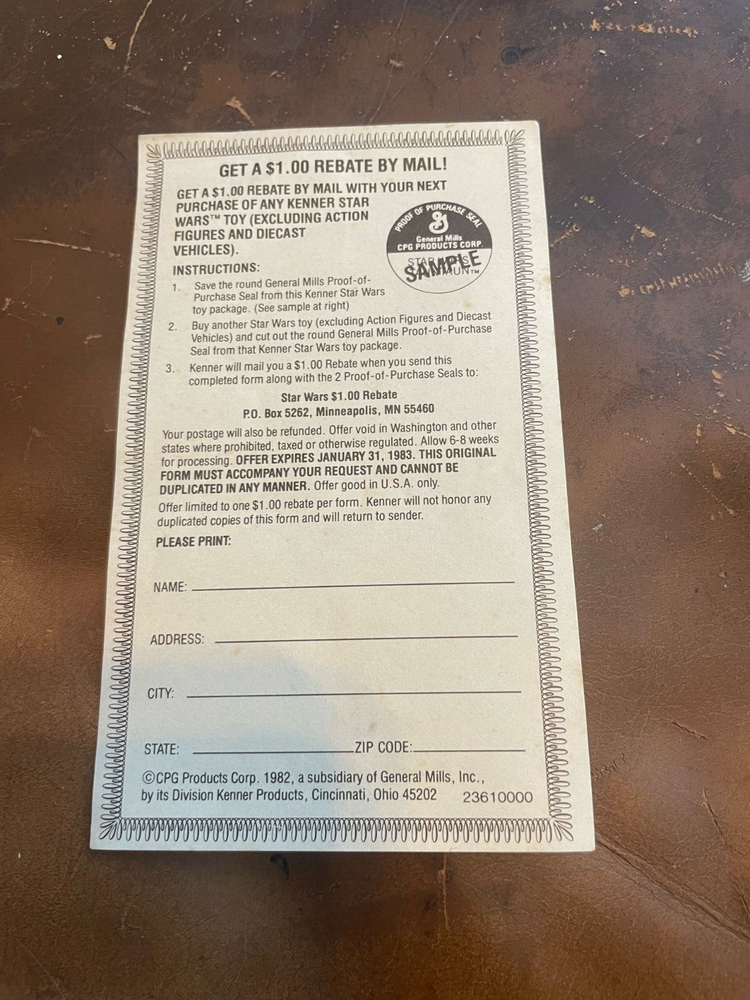 GET A $1.00 REBATE BY MAIL!
GET A $1.00 REBATE BY MAIL WITH YOUR NEXT
PURCHASE OF ANY KENNER STAR
WARS™ TOY (EXCLUDING ACTION
FIGURES AND DIECAST
VEHICLES).
PROOF OF PURCHASE SEAL
G
General Mills
CPG PRODUCTS CORP
SAMPLE
INSTRUCTIONS:
1. Save the round General Mills Proof-of-
Purchase Seal from this Kenner Star Wars
toy package. (See sample at right)
2. Buy another Star Wars toy (excluding Action Figures and Diecast
Vehicles) and cut out the round General Mills Proof-of-Purchase
Seal from that Kenner Star Wars toy package.
3. Kenner will mail you a $1.00 Rebate when you send this
completed form along with the 2 Proof-of-Purchase Seals to:
Star Wars $1.00 Rebate
P.O. Box 5262, Minneapolis, MN 55460
Your postage will also be refunded. Offer void in Washington and other
states where prohibited, taxed or otherwise regulated. Allow 6-8 weeks
for processing. OFFER EXPIRES JANUARY 31, 1983. THIS ORIGINAL
FORM MUST ACCOMPANY YOUR REQUEST AND CANNOT BE
DUPLICATED IN ANY MANNER. Offer good in U.S.A. only.
Offer limited to one $1.00 rebate per form. Kenner will not honor any
duplicated copies of this form and will return to sender.
PLEASE PRINT:
NAME:
ADDRESS:
CITY:
STATE: ZIP CODE:
©CPG Products Corp. 1982, a subsidiary of General Mills, Inc.,
by its Division Kenner Products, Cincinnati, Ohio 45202 23610000